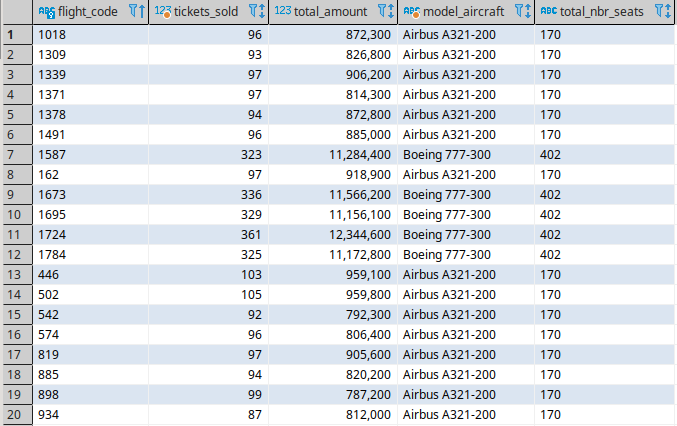 ABC flight_code 123 tickets_sold 123 total_amount ABC model_aircraft ABC total_nbr_seats
1 1018 96 872,300 Airbus A321-200 170
2 1309 93 826,800 Airbus A321-200 170
3 1339 97 906,200 Airbus A321-200 170
4 1371 97 814,300 Airbus A321-200 170
5 1378 94 872,800 Airbus A321-200 170
6 1491 96 885,000 Airbus A321-200 170
7 1587 323 11,284,400 Boeing 777-300 402
8 162 97 918,900 Airbus A321-200 170
9 1673 336 11,566,200 Boeing 777-300 402
10 1695 329 11,156,100 Boeing 777-300 402
11 1724 361 12,344,600 Boeing 777-300 402
12 1784 325 11,172,800 Boeing 777-300 402
13 446 103 959,100 Airbus A321-200 170
14 502 105 959,800 Airbus A321-200 170
15 542 92 792,300 Airbus A321-200 170
16 574 96 806,400 Airbus A321-200 170
17 819 97 905,600 Airbus A321-200 170
18 885 94 820,200 Airbus A321-200 170
19 898 99 787,200 Airbus A321-200 170
20 934 87 812,000 Airbus A321-200 170